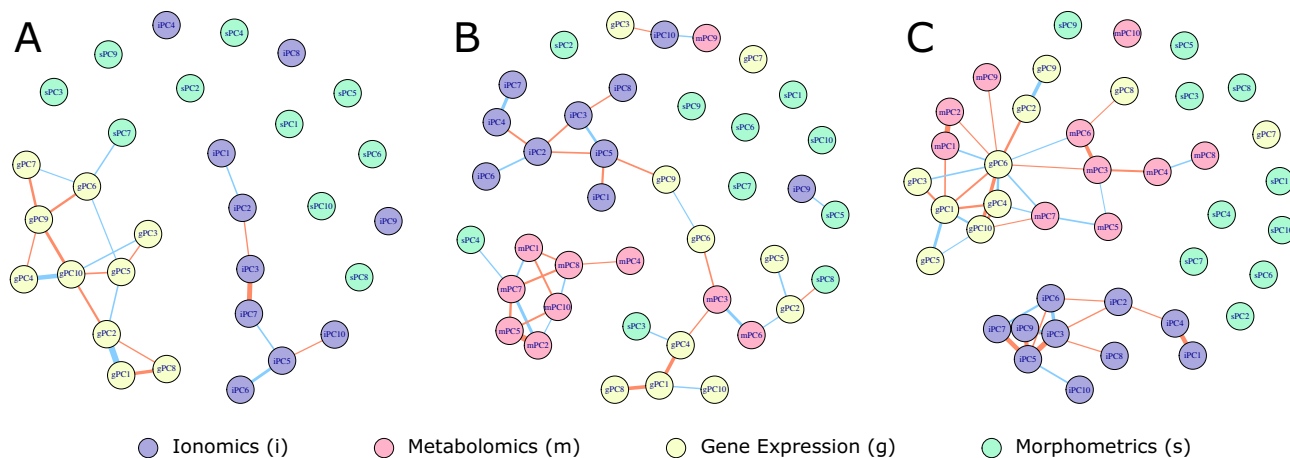 A
B
C
iPC4
sPC4
sPC9
iPC8
sPC3
sPC2
sPC5
sPC1
sPC7
iPC1
sPC6
gPC7
gPC6
iPC2
sPC10
iPC9
gPC9
gPC3
gPC4
gPC10
gPC5
iPC3
sPC8
iPC7
gPC2
iPC10
iPC5
gPC1
gPC8
iPC6
gPC3
iPC10
mPC9
sPC2
gPC7
iPC7
iPC8
sPC1
iPC4
iPC3
sPC9
sPC6
sPC10
iPC2
iPC5
iPC6
gPC9
sPC7
iPC9
iPC1
sPC5
sPC4
gPC6
mPC1
mPC8
mPC4
gPC5
sPC8
mPC7
mPC10
mPC3
gPC2
mPC5
mPC2
sPC3
mPC6
gPC4
gPC8
gPC1
gPC10
sPC9
mPC10
sPC5
mPC9
gPC9
gPC8
sPC8
sPC3
mPC2
gPC2
mPC6
gPC7
mPC1
gPC6
mPC3
mPC4
mPC8
gPC3
sPC1
gPC1
gPC4
mPC7
sPC4
gPC10
mPC5
gPC5
sPC7
sPC6
iPC6
iPC2
sPC2
iPC7
iPC9
iPC3
iPC4
iPC5
iPC8
iPC1
iPC10
Ionomics (i)
Metabolomics (m)
Gene Expression (g)
Morphometrics (s)